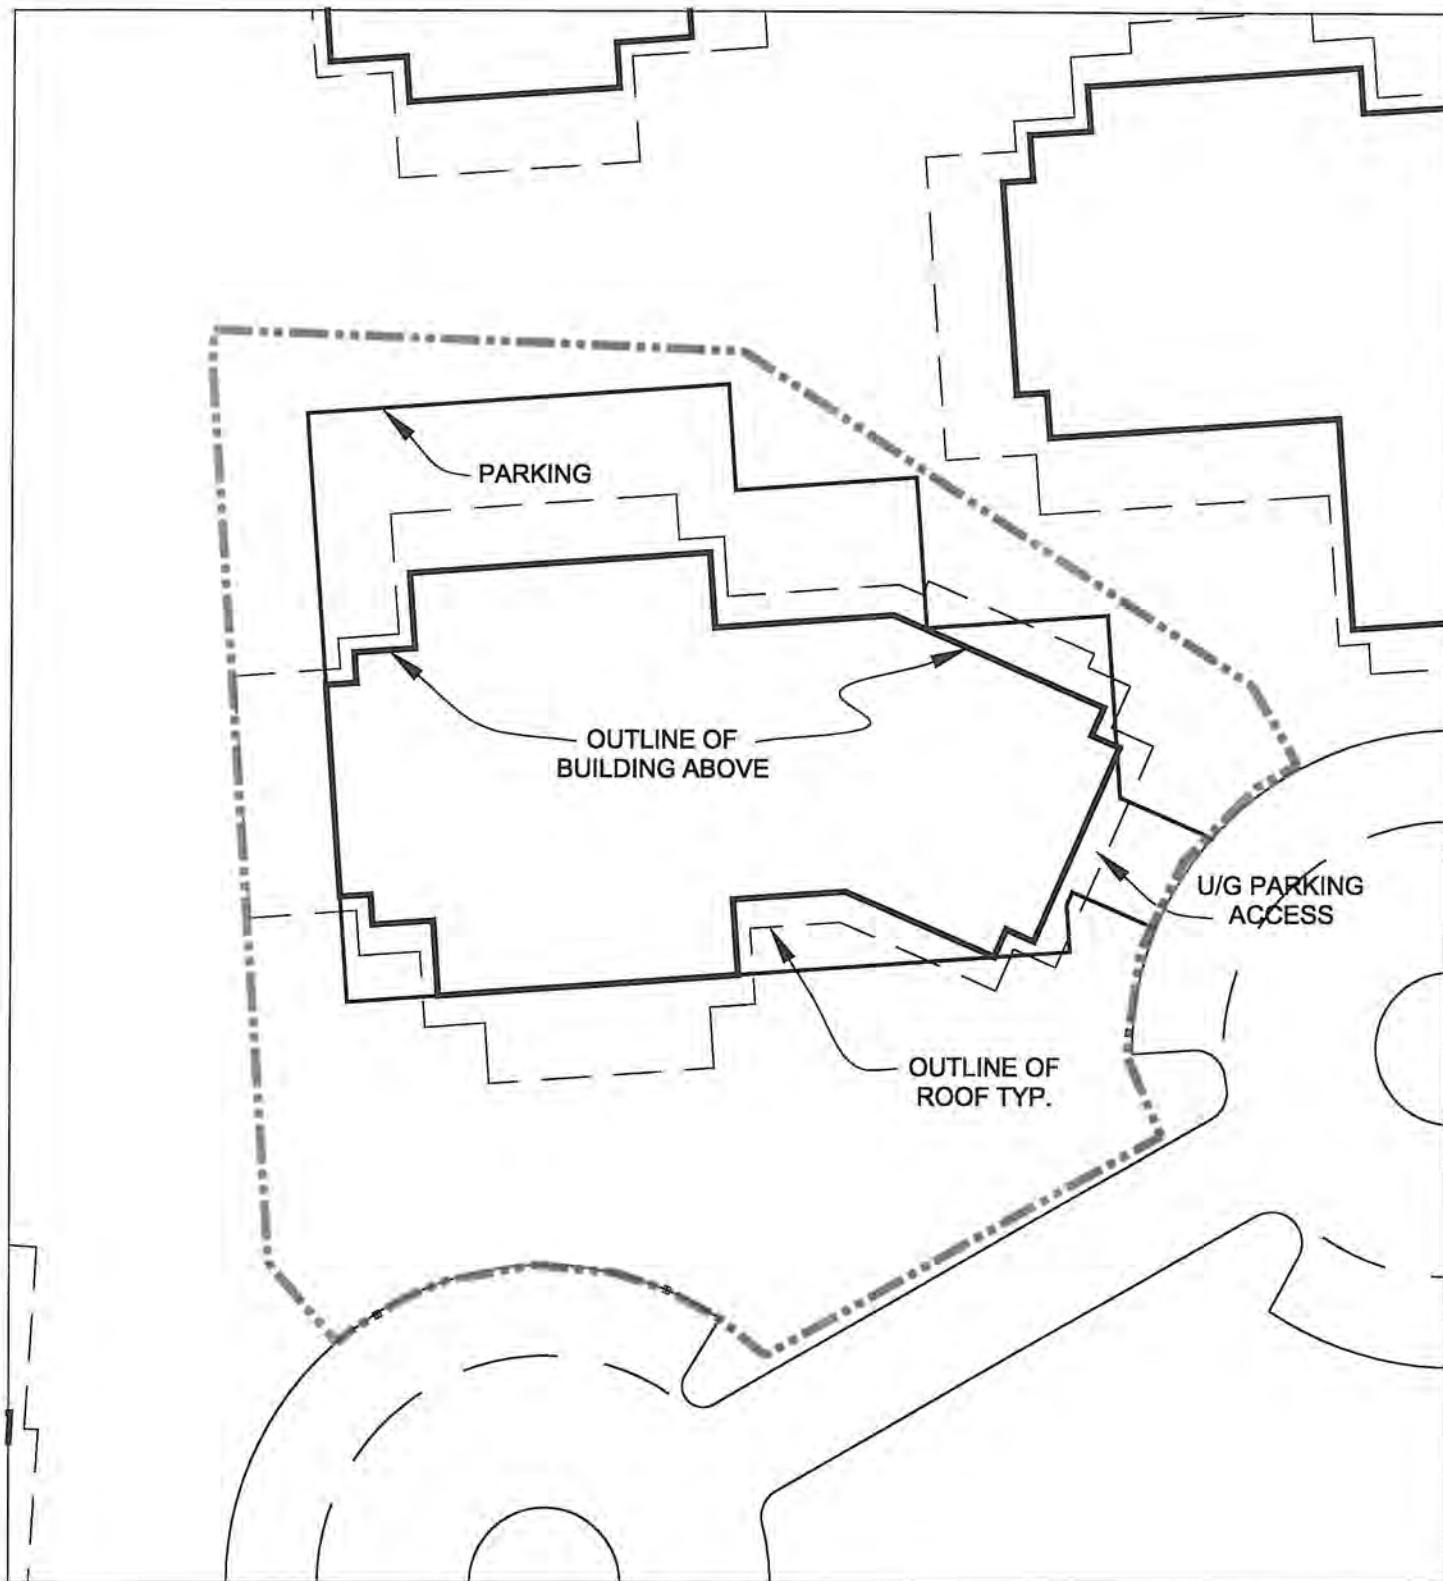 PARKING
OUTLINE OF
BUILDING ABOVE
U/G PARKING
ACCESS
OUTLINE OF
ROOF TYP.